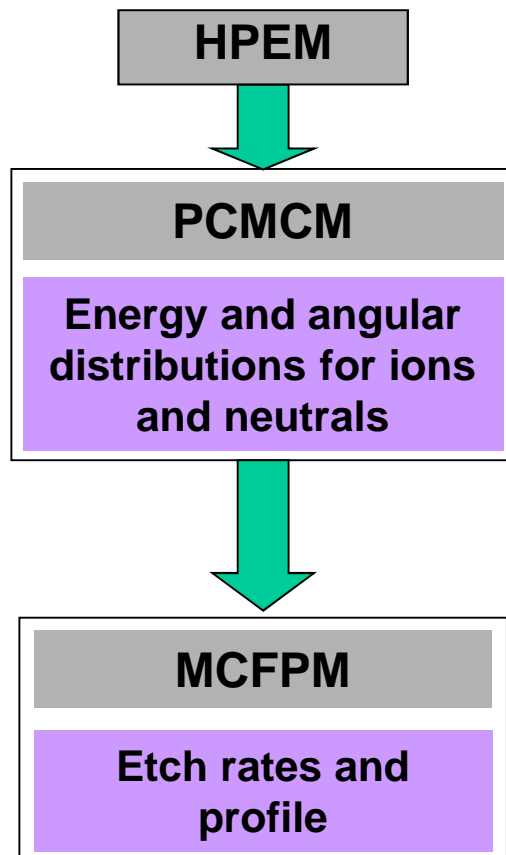 HPEM
PCMCM
Energy and angular
distributions for ions
and neutrals
MCFPM
Etch rates and
profile